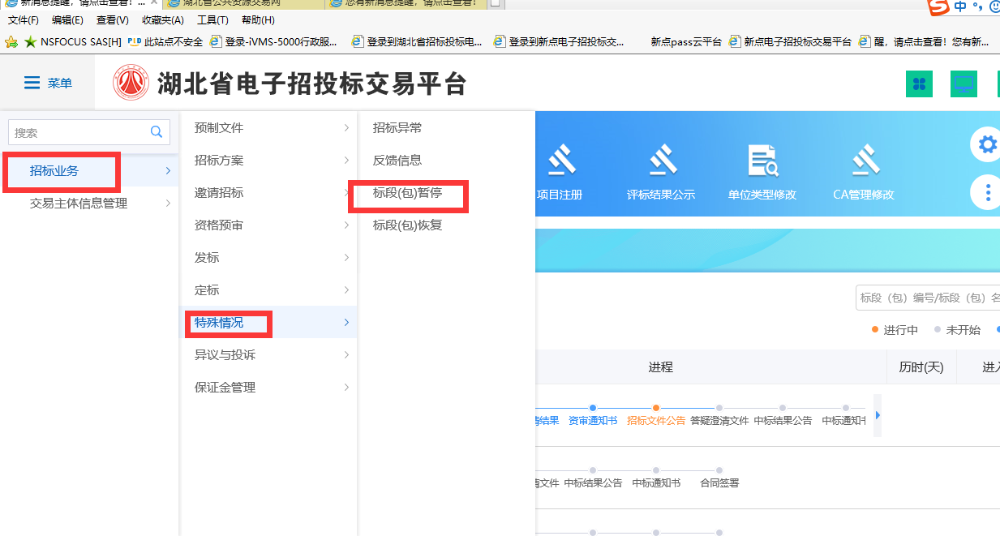 新消息提醒，请点击查看！... × 湖北省公共资源交易网 您有新消息提醒，请点击查看！
中
文件(F) 编辑(E) 查看(V) 收藏夹(A) 工具(T) 帮助(H)
NSFOCUS SAS[H] 此站点不安全 登录-iVMS-5000行政服... 登录到湖北省招标投标电... 登录到新点电子招投标交... 新点pass云平台 新点电子招投标交易平台 醒，请点击查看！您有新...
菜单
湖北省电子招投标交易平台
搜索
招标业务
交易主体信息管理
预制文件
招标方案
邀请招标
资格预审
发标
定标
特殊情况
异议与投诉
保证金管理
招标异常
反馈信息
标段(包)暂停
标段(包)恢复
项目注册 评标结果公示 单位类型修改 CA管理修改
标段（包）编号/标段（包）名
进行中 未开始
进程 历时(天) 进入
情结果 资审通知书 招标文件公告 答疑澄清文件 中标结果公告 中标通知书
清文件 中标结果公告 中标通知书 合同签署